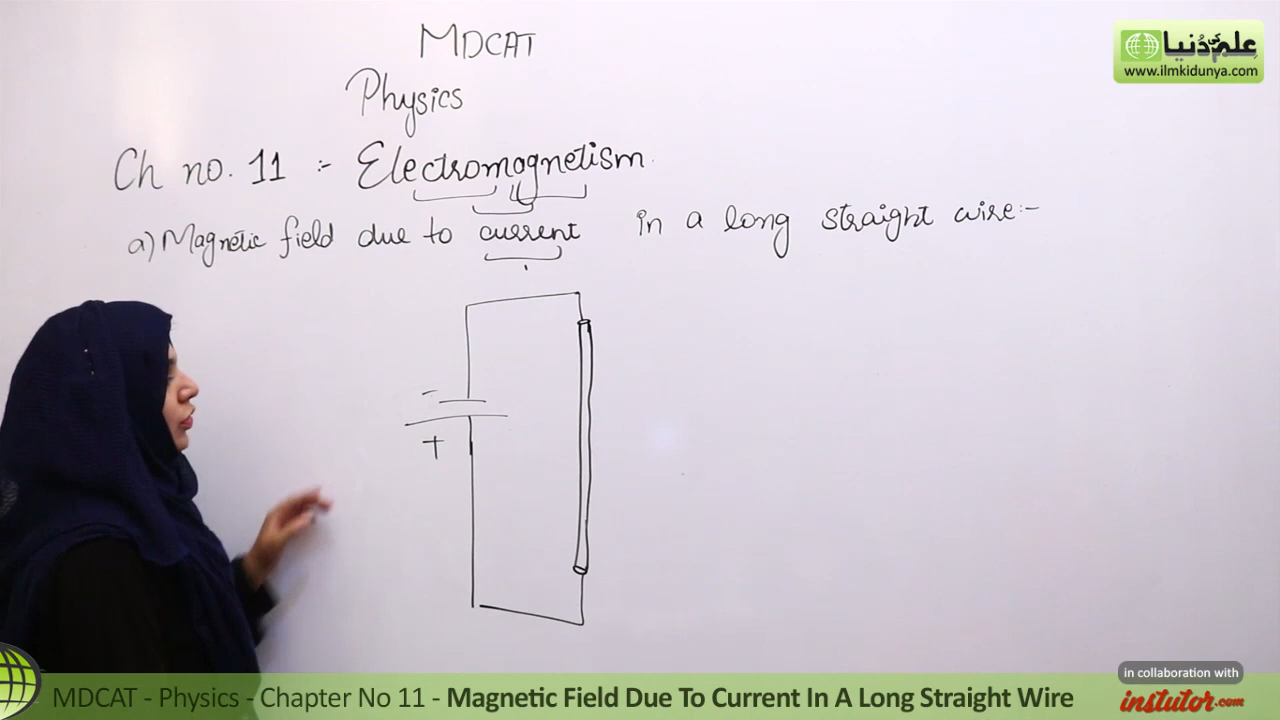 MDCAT
Physics
Ch no. 11 :- Electromagnetism
a) Magnetic field due to current in a long straight wire:-
-
+
علم کی دنیا
www.ilmkidunya.com
in collaboration with
instutor.com
MDCAT - Physics - Chapter No 11 - Magnetic Field Due To Current In A Long Straight Wire